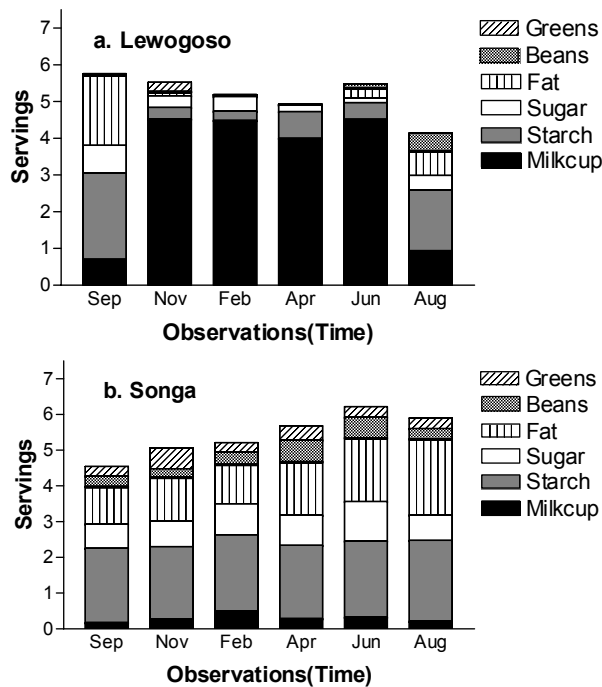 a. Lewogoso
Servings
7
6
5
4
3
2
1
0
Sep Nov Feb Apr Jun Aug
Observations(Time)
Greens
Beans
Fat
Sugar
Starch
Milkcup
b. Songa
Servings
7
6
5
4
3
2
1
0
Sep Nov Feb Apr Jun Aug
Observations(Time)
Greens
Beans
Fat
Sugar
Starch
Milkcup